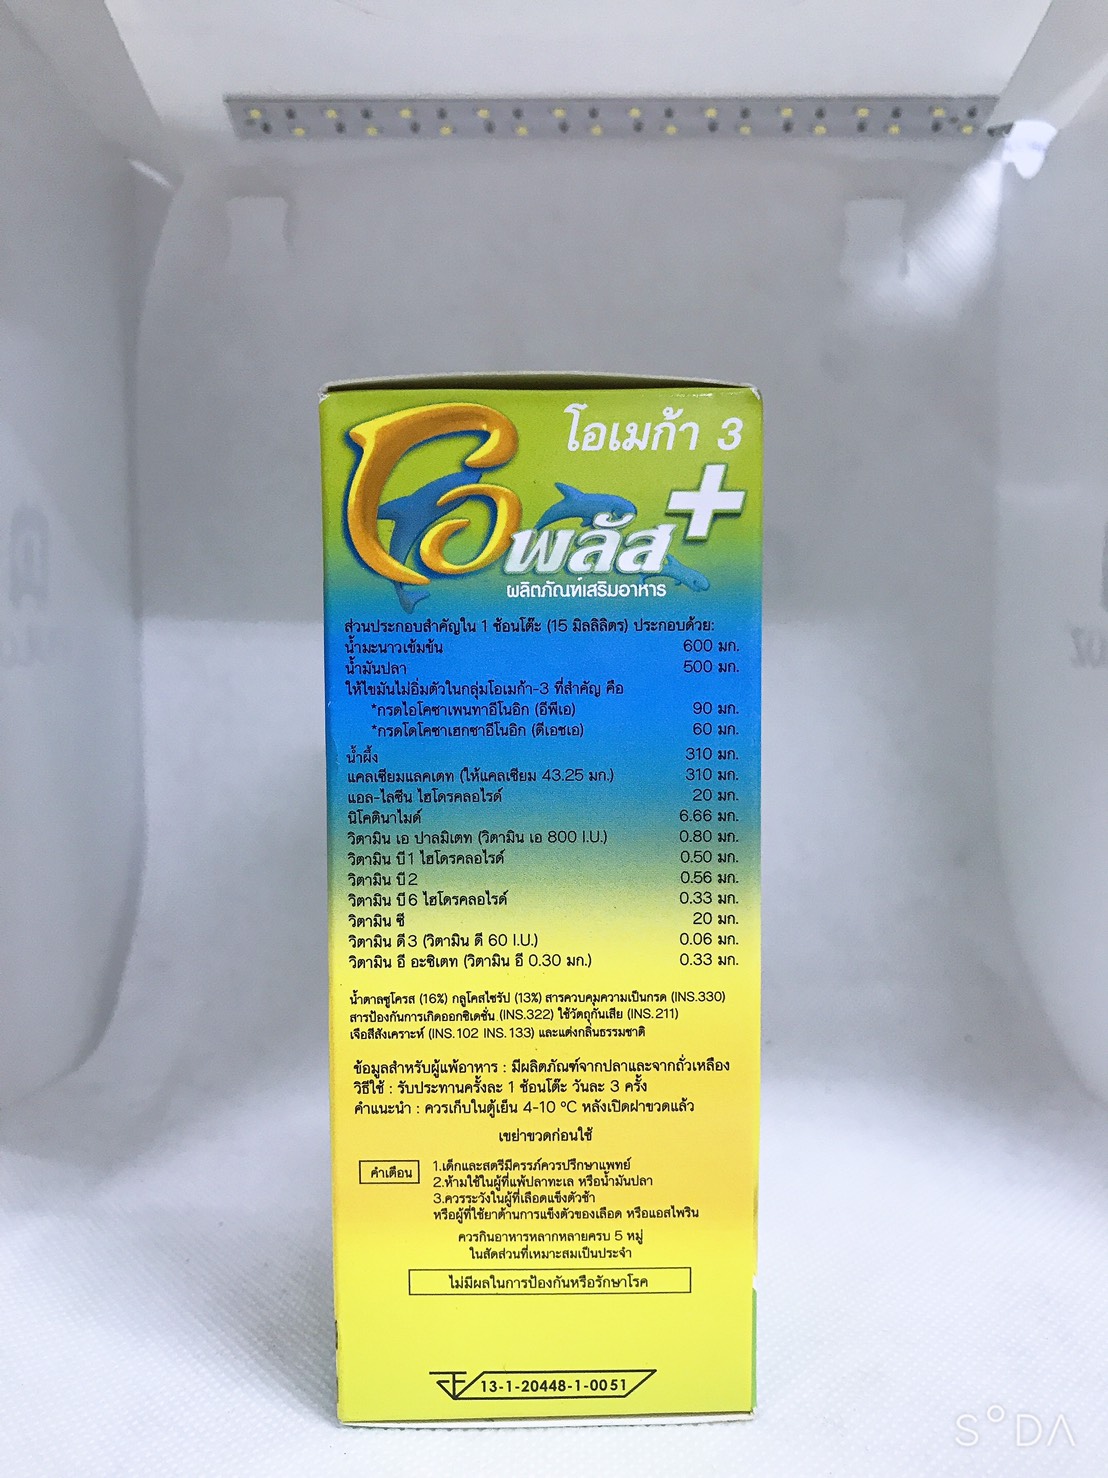 โอเมก้า 3
โอพลัส+
ผลิตภัณฑ์เสริมอาหาร
ส่วนประกอบสำคัญใน 1 ช้อนโต๊ะ (15 มิลลิลิตร) ประกอบด้วย:
น้ำมะนาวเข้มข้น 600 มก.
น้ำมันปลา 500 มก.
ให้ไขมันไม่อิ่มตัวในกลุ่มโอเมก้า-3 ที่สำคัญ คือ
*กรดไอโคซาเพนทาอีโนอิก (อีพีเอ) 90 มก.
*กรดโดโคซาเฮกซาอีโนอิก (ดีเอชเอ) 60 มก.
น้ำผึ้ง 310 มก.
แคลเซียมแลคเตท (ให้แคลเซียม 43.25 มก.) 310 มก.
แอล-ไลซีน ไฮโดรคลอไรด์ 20 มก.
นิโคตินาไมด์ 6.66 มก.
วิตามิน เอ ปาลมิเตท (วิตามิน เอ 800 I.U.) 0.80 มก.
วิตามิน บี1 ไฮโดรคลอไรด์ 0.50 มก.
วิตามิน บี2 0.56 มก.
วิตามิน บี6 ไฮโดรคลอไรด์ 0.33 มก.
วิตามิน ซี 20 มก.
วิตามิน ดี3 (วิตามิน ดี 60 I.U.) 0.06 มก.
วิตามิน อี อะซิเตท (วิตามิน อี 0.30 มก.) 0.33 มก.
น้ำตาลซูโครส (16%) กลูโคสไซรัป (13%) สารควบคุมความเป็นกรด (INS.330)
สารป้องกันการเกิดออกซิเดชั่น (INS.322) ใช้วัตถุกันเสีย (INS.211)
เจือสีสังเคราะห์ (INS.102 INS.133) และแต่งกลิ่นธรรมชาติ
ข้อมูลสำหรับผู้แพ้อาหาร : มีผลิตภัณฑ์จากปลาและจากถั่วเหลือง
วิธีใช้ : รับประทานครั้งละ 1 ช้อนโต๊ะ วันละ 3 ครั้ง
คำแนะนำ : ควรเก็บในตู้เย็น 4-10 °C หลังเปิดฝาขวดแล้ว
เขย่าขวดก่อนใช้
คำเตือน 1.เด็กและสตรีมีครรภ์ควรปรึกษาแพทย์
2.ห้ามใช้ในผู้ที่แพ้ปลาทะเล หรือน้ำมันปลา
3.ควรระวังในผู้ที่เลือดแข็งตัวช้า
หรือผู้ที่ใช้ยาต้านการแข็งตัวของเลือด หรือแอสไพริน
ควรกินอาหารหลากหลายครบ 5 หมู่
ในสัดส่วนที่เหมาะสมเป็นประจำ
ไม่มีผลในการป้องกันหรือรักษาโรค
13-1-20448-1-0051
SODA